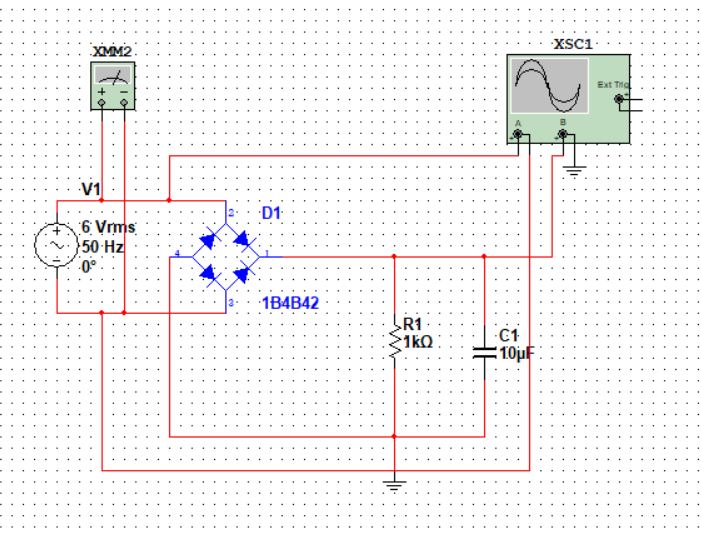 XMM2
XSC1
Ext Trig
+
+ −
A B
+ +
V1
2
D1
6 Vrms
50 Hz
0°
4
1
3
1B4B42
R1
1kΩ
C1
10µF